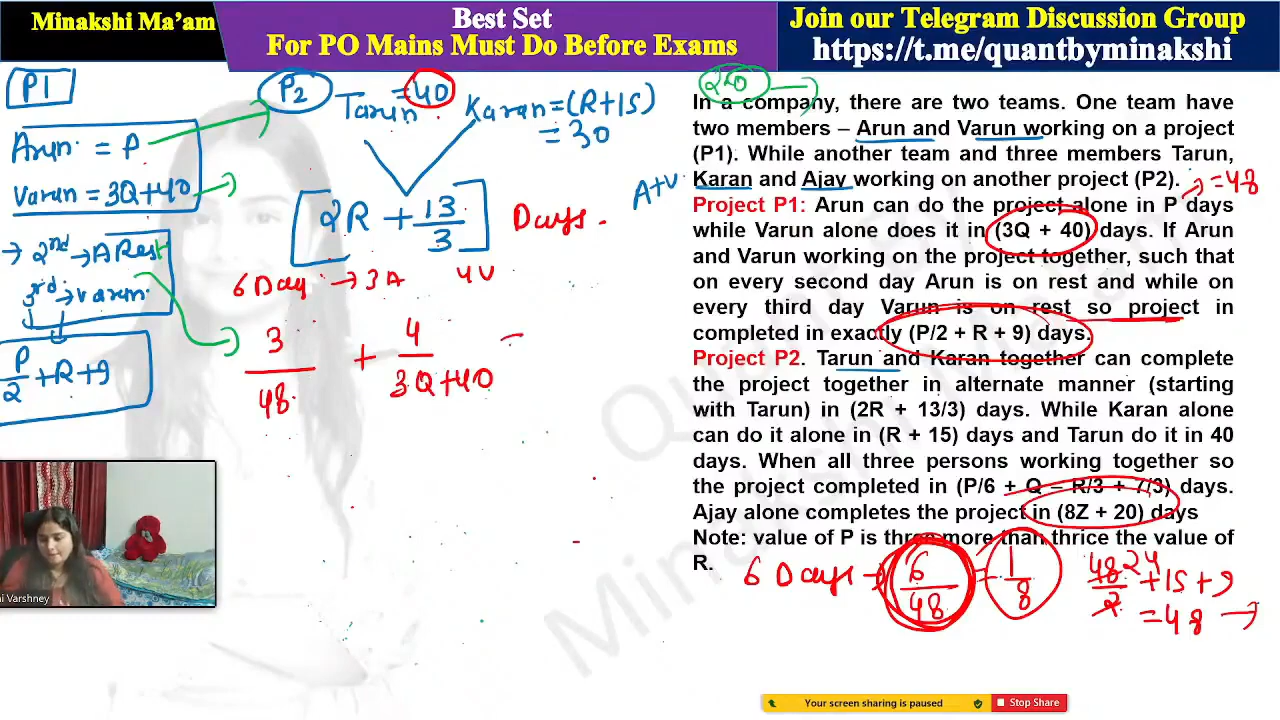 Minakshi Ma'am
Best Set
For PO Mains Must Do Before Exams
Join our Telegram Discussion Group
https://t.me/quantbyminakshi
P1
Arun = P
Varun = 3Q+40
→ 2nd → A Rest
3rd → varun
P/2 + R + 9
P2
Tarun = 40
Karan = (R+15)
= 30
[2R + 13/3] Days.
6 Day → 3A 4V
3/48 + 4/3Q+40 =
A+V
240 →
In a company, there are two teams. One team have
two members – Arun and Varun working on a project
(P1). While another team and three members Tarun,
Karan and Ajay working on another project (P2).
→ =48
Project P1: Arun can do the project alone in P days
while Varun alone does it in (3Q + 40) days. If Arun
and Varun working on the project together, such that
on every second day Arun is on rest and while on
every third day Varun is on rest so project in
completed in exactly (P/2 + R + 9) days.
Project P2. Tarun and Karan together can complete
the project together in alternate manner (starting
with Tarun) in (2R + 13/3) days. While Karan alone
can do it alone in (R + 15) days and Tarun do it in 40
days. When all three persons working together so
the project completed in (P/6 + Q – R/3 + 7/3) days.
Ajay alone completes the project in (8Z + 20) days
Note: value of P is three more than thrice the value of
R.
6 Days → 6/48 = 1/8
48/2 24 + 15 + 9
= 48 →
ni Varshney
Quant by
Minakshi
Your screen sharing is paused
Stop Share